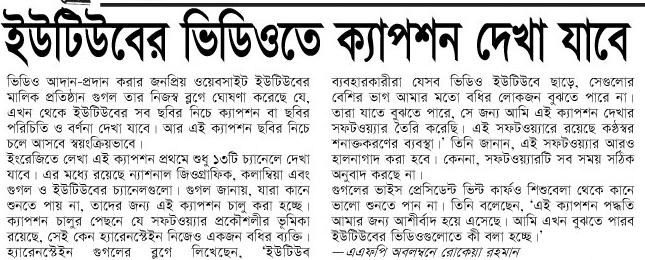 ইউটিউবের ভিডিওতে ক্যাপশন দেখা যাবে
ভিডিও আদান-প্রদান করার জনপ্রিয় ওয়েবসাইট ইউটিউবের
মালিক প্রতিষ্ঠান গুগল তার নিজস্ব ব্লগে ঘোষণা করেছে যে,
এখন থেকে ইউটিউবের সব ছবির নিচে ক্যাপশন বা ছবির
পরিচিতি ও বর্ণনা দেখা যাবে। আর এই ক্যাপশন ছবির নিচে
চলে আসবে স্বয়ংক্রিয়ভাবে।
ইংরেজিতে লেখা এই ক্যাপশন প্রথমে শুধু ১৩টি চ্যানেলে দেখা
যাবে। এর মধ্যে রয়েছে ন্যাশনাল জিওগ্রাফিক, কলাম্বিয়া এবং
গুগল ও ইউটিউবের চ্যানেলগুলো। গুগল জানায়, যারা কানে
শুনতে পায় না, তাদের জন্য এই ক্যাপশন চালু করা হচ্ছে।
ক্যাপশন চালুর পেছনে যে সফটওয়্যার প্রকৌশলীর ভূমিকা
রয়েছে, সেই কেন হ্যারেনস্টেইন নিজেও একজন বধির ব্যক্তি।
হ্যারেনস্টেইন গুগলের ব্লগে লিখেছেন, ‘ইউটিউব
ব্যবহারকারীরা যেসব ভিডিও ইউটিউবে ছাড়ে, সেগুলোর
বেশির ভাগ আমার মতো বধির লোকজন বুঝতে পারে না।
তারা যাতে বুঝতে পারে, সে জন্য আমি এই ক্যাপশন দেখার
সফটওয়্যার তৈরি করেছি। এই সফটওয়্যারে রয়েছে কণ্ঠস্বর
শনাক্তকরণের ব্যবস্থা।’ তিনি জানান, এই সফটওয়্যার আরও
হালনাগাদ করা হবে। কেননা, সফটওয়্যারটি সব সময় সঠিক
অনুবাদ করছে না।
গুগলের ভাইস প্রেসিডেন্ট ভিন্ট কার্ফও শিশুবেলা থেকে কানে
ভালো শুনতে পান না। তিনি বলেছেন, ‘এই ক্যাপশন পদ্ধতি
আমার জন্য আশীর্বাদ হয়ে এসেছে। আমি এখন বুঝতে পারব
ইউটিউবের ভিডিওগুলোতে কী বলা হচ্ছে।’
—এএফপি অবলম্বনে রোকেয়া রহমান